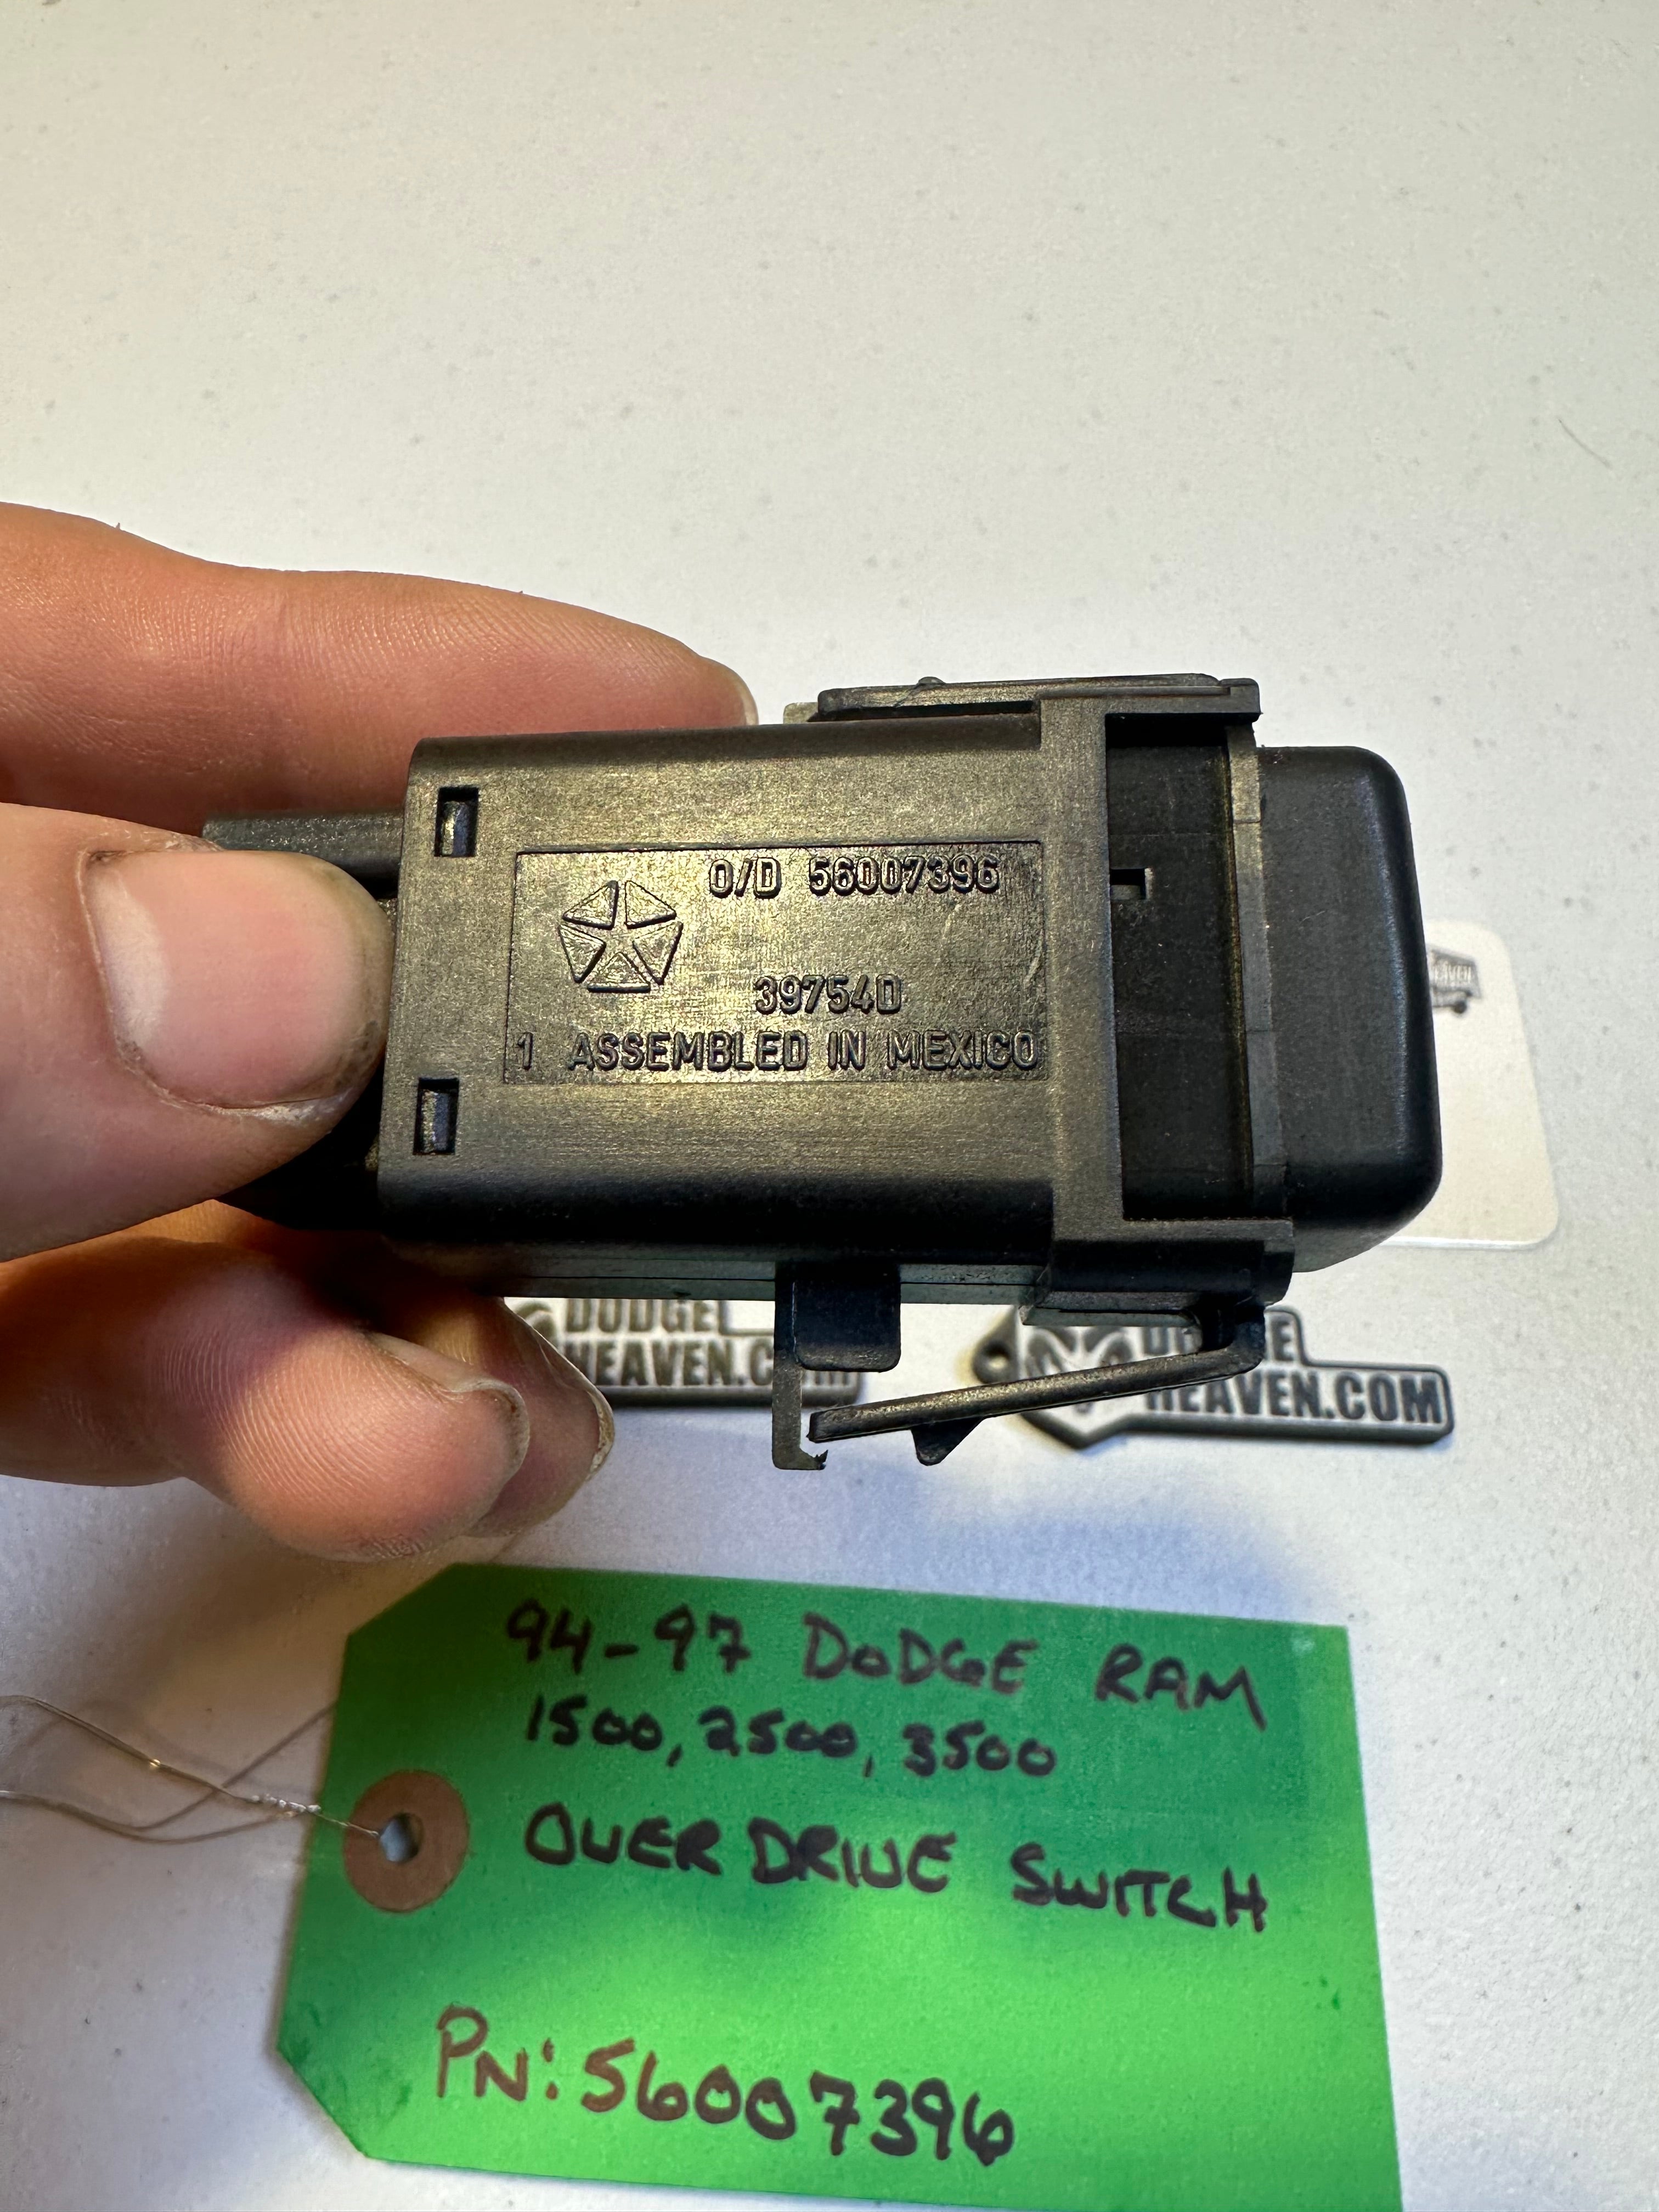 O/D 56007396
39754D
1 ASSEMBLED IN MEXICO
DODGE
HEAVEN.COM
HEAVEN.COM
94-97 DODGE RAM
1500, 2500, 3500
OVER DRIVE SWITCH
PN: 56007396